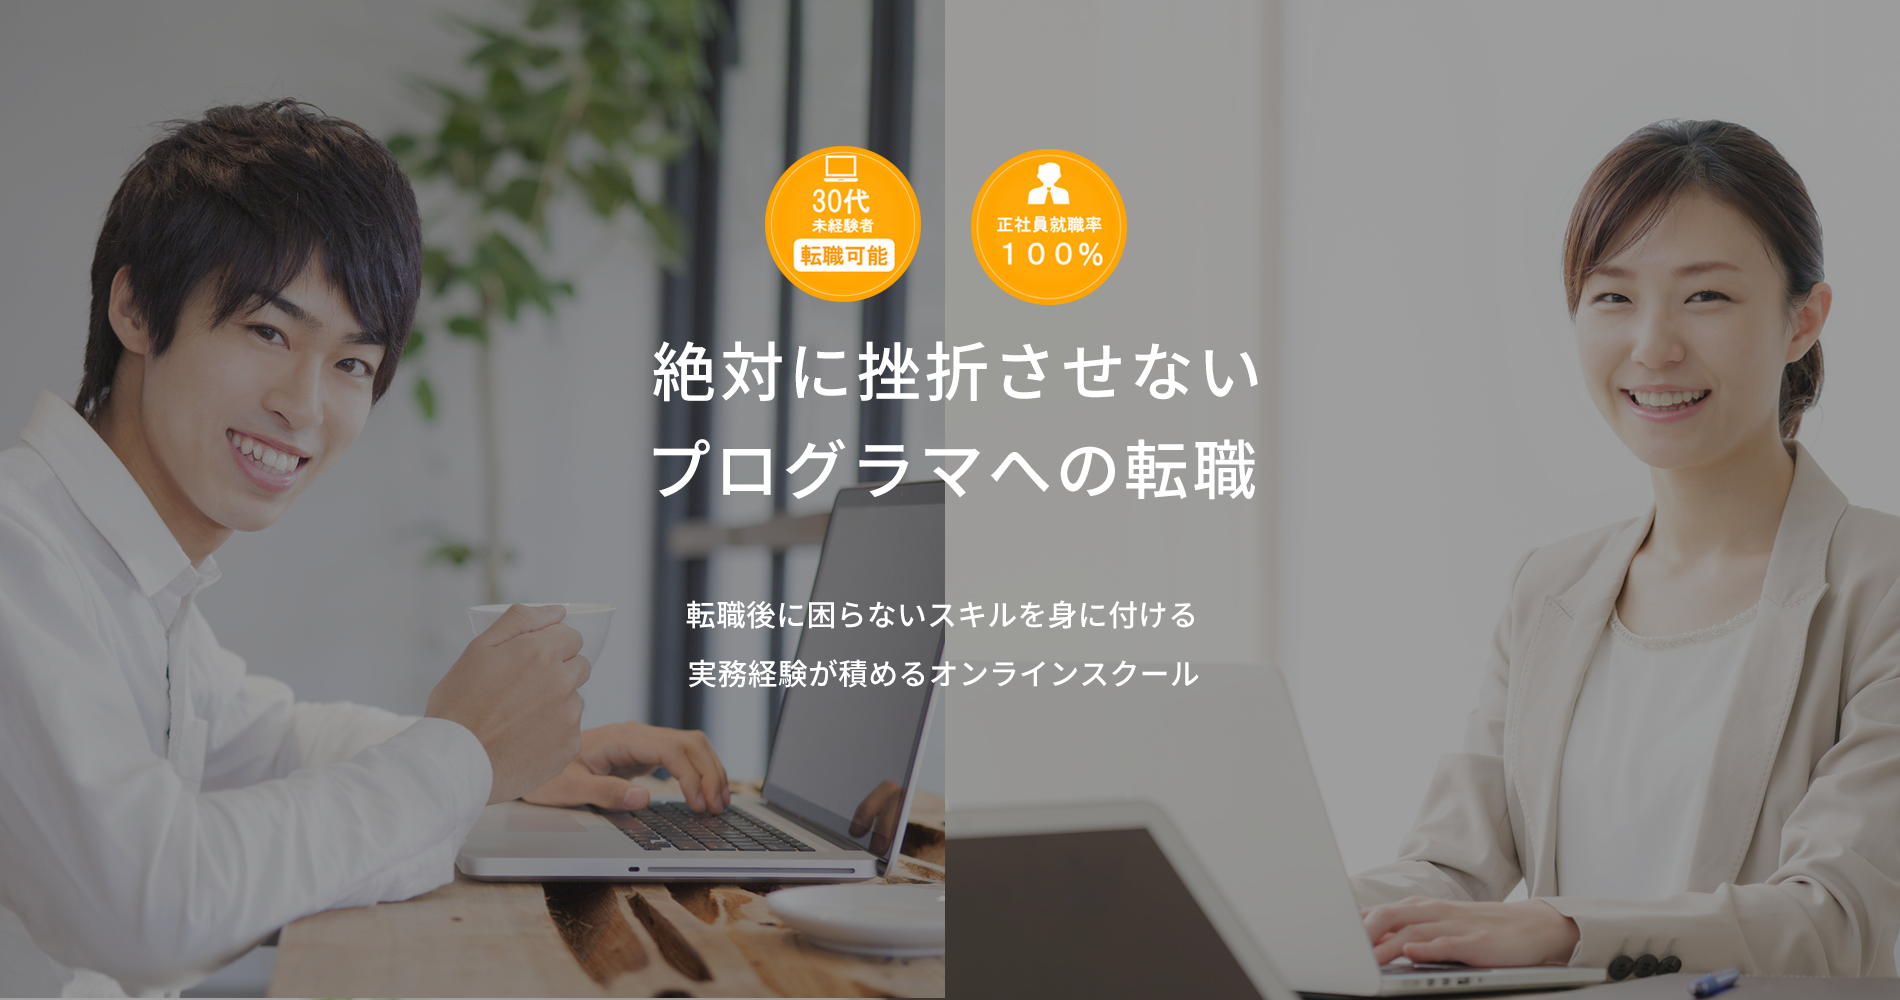 30代
未経験者
転職可能
正社員就職率
１００%
絶対に挫折させない
プログラマへの転職
転職後に困らないスキルを身に付ける
実務経験が積めるオンラインスクール